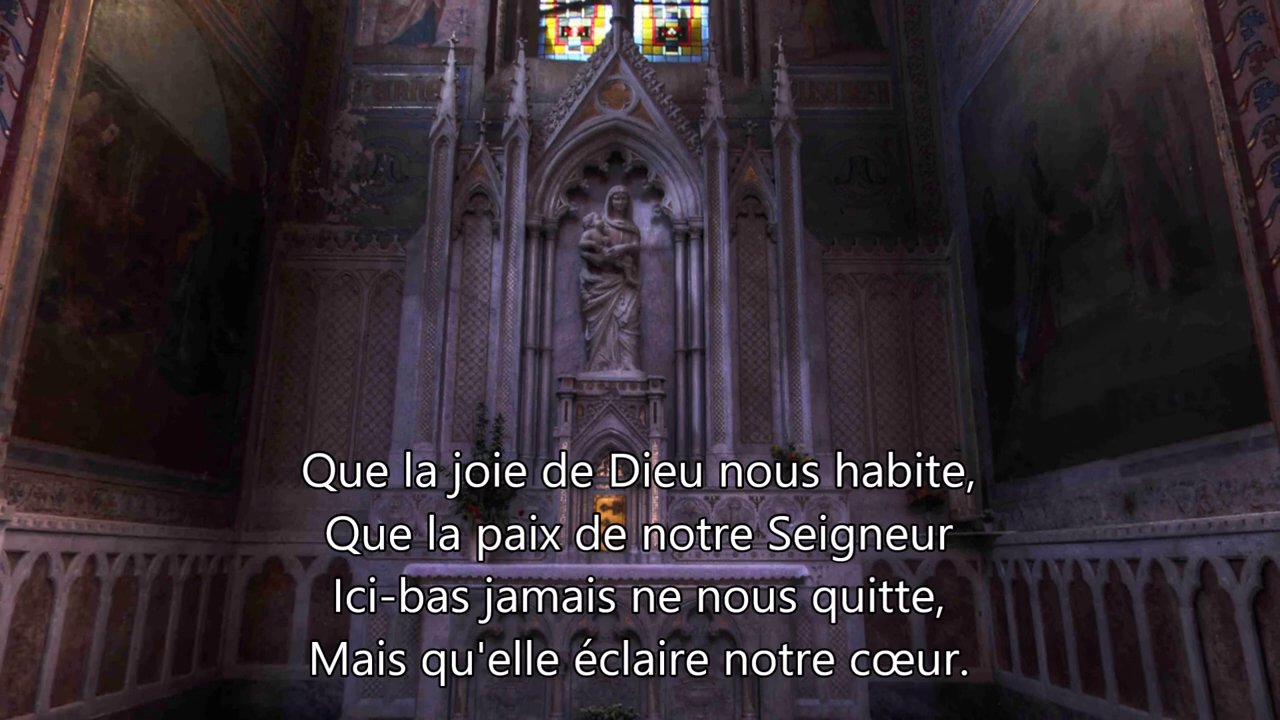 Que la joie de Dieu nous habite,
Que la paix de notre Seigneur
Ici-bas jamais ne nous quitte,
Mais qu'elle éclaire notre cœur.